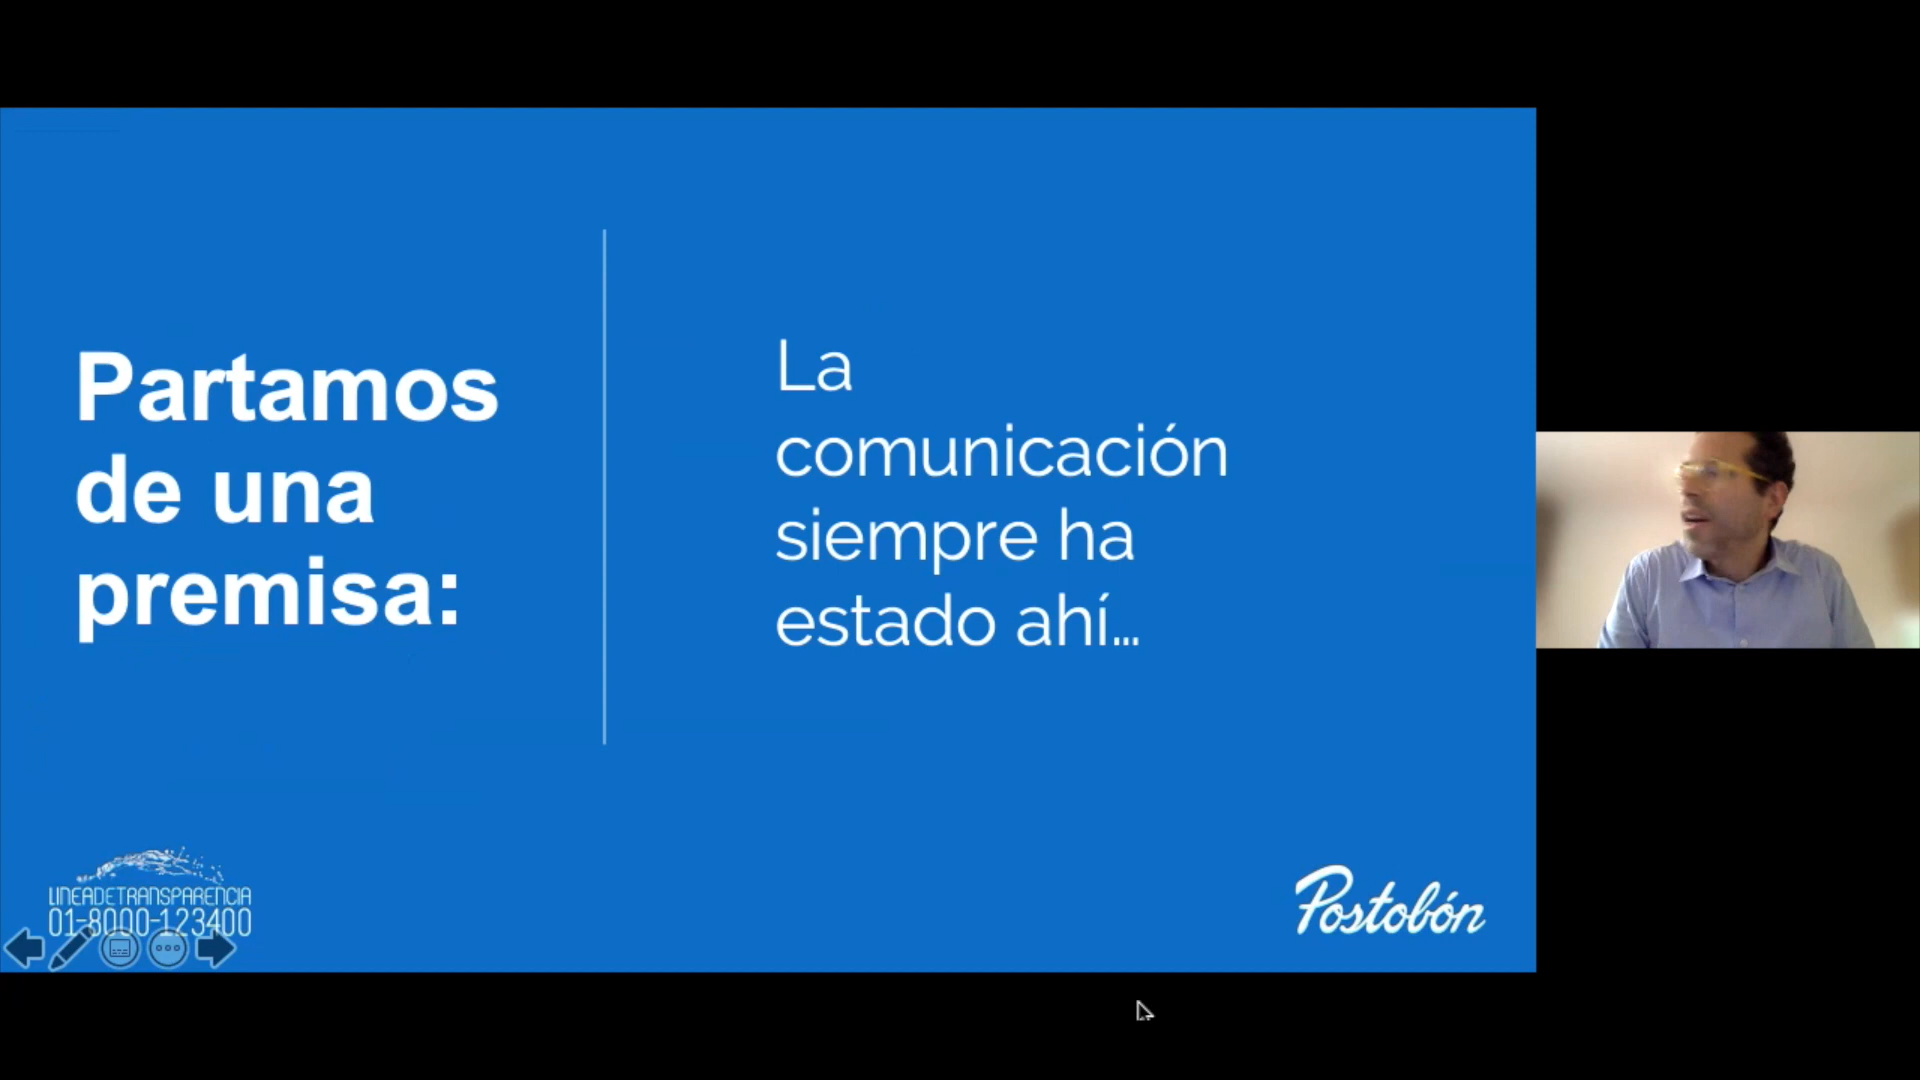 Partamos
de una
premisa:
La
comunicación
siempre ha
estado ahí...
LINEADETRANSPARENCIA
01-8000-123400
Postobón